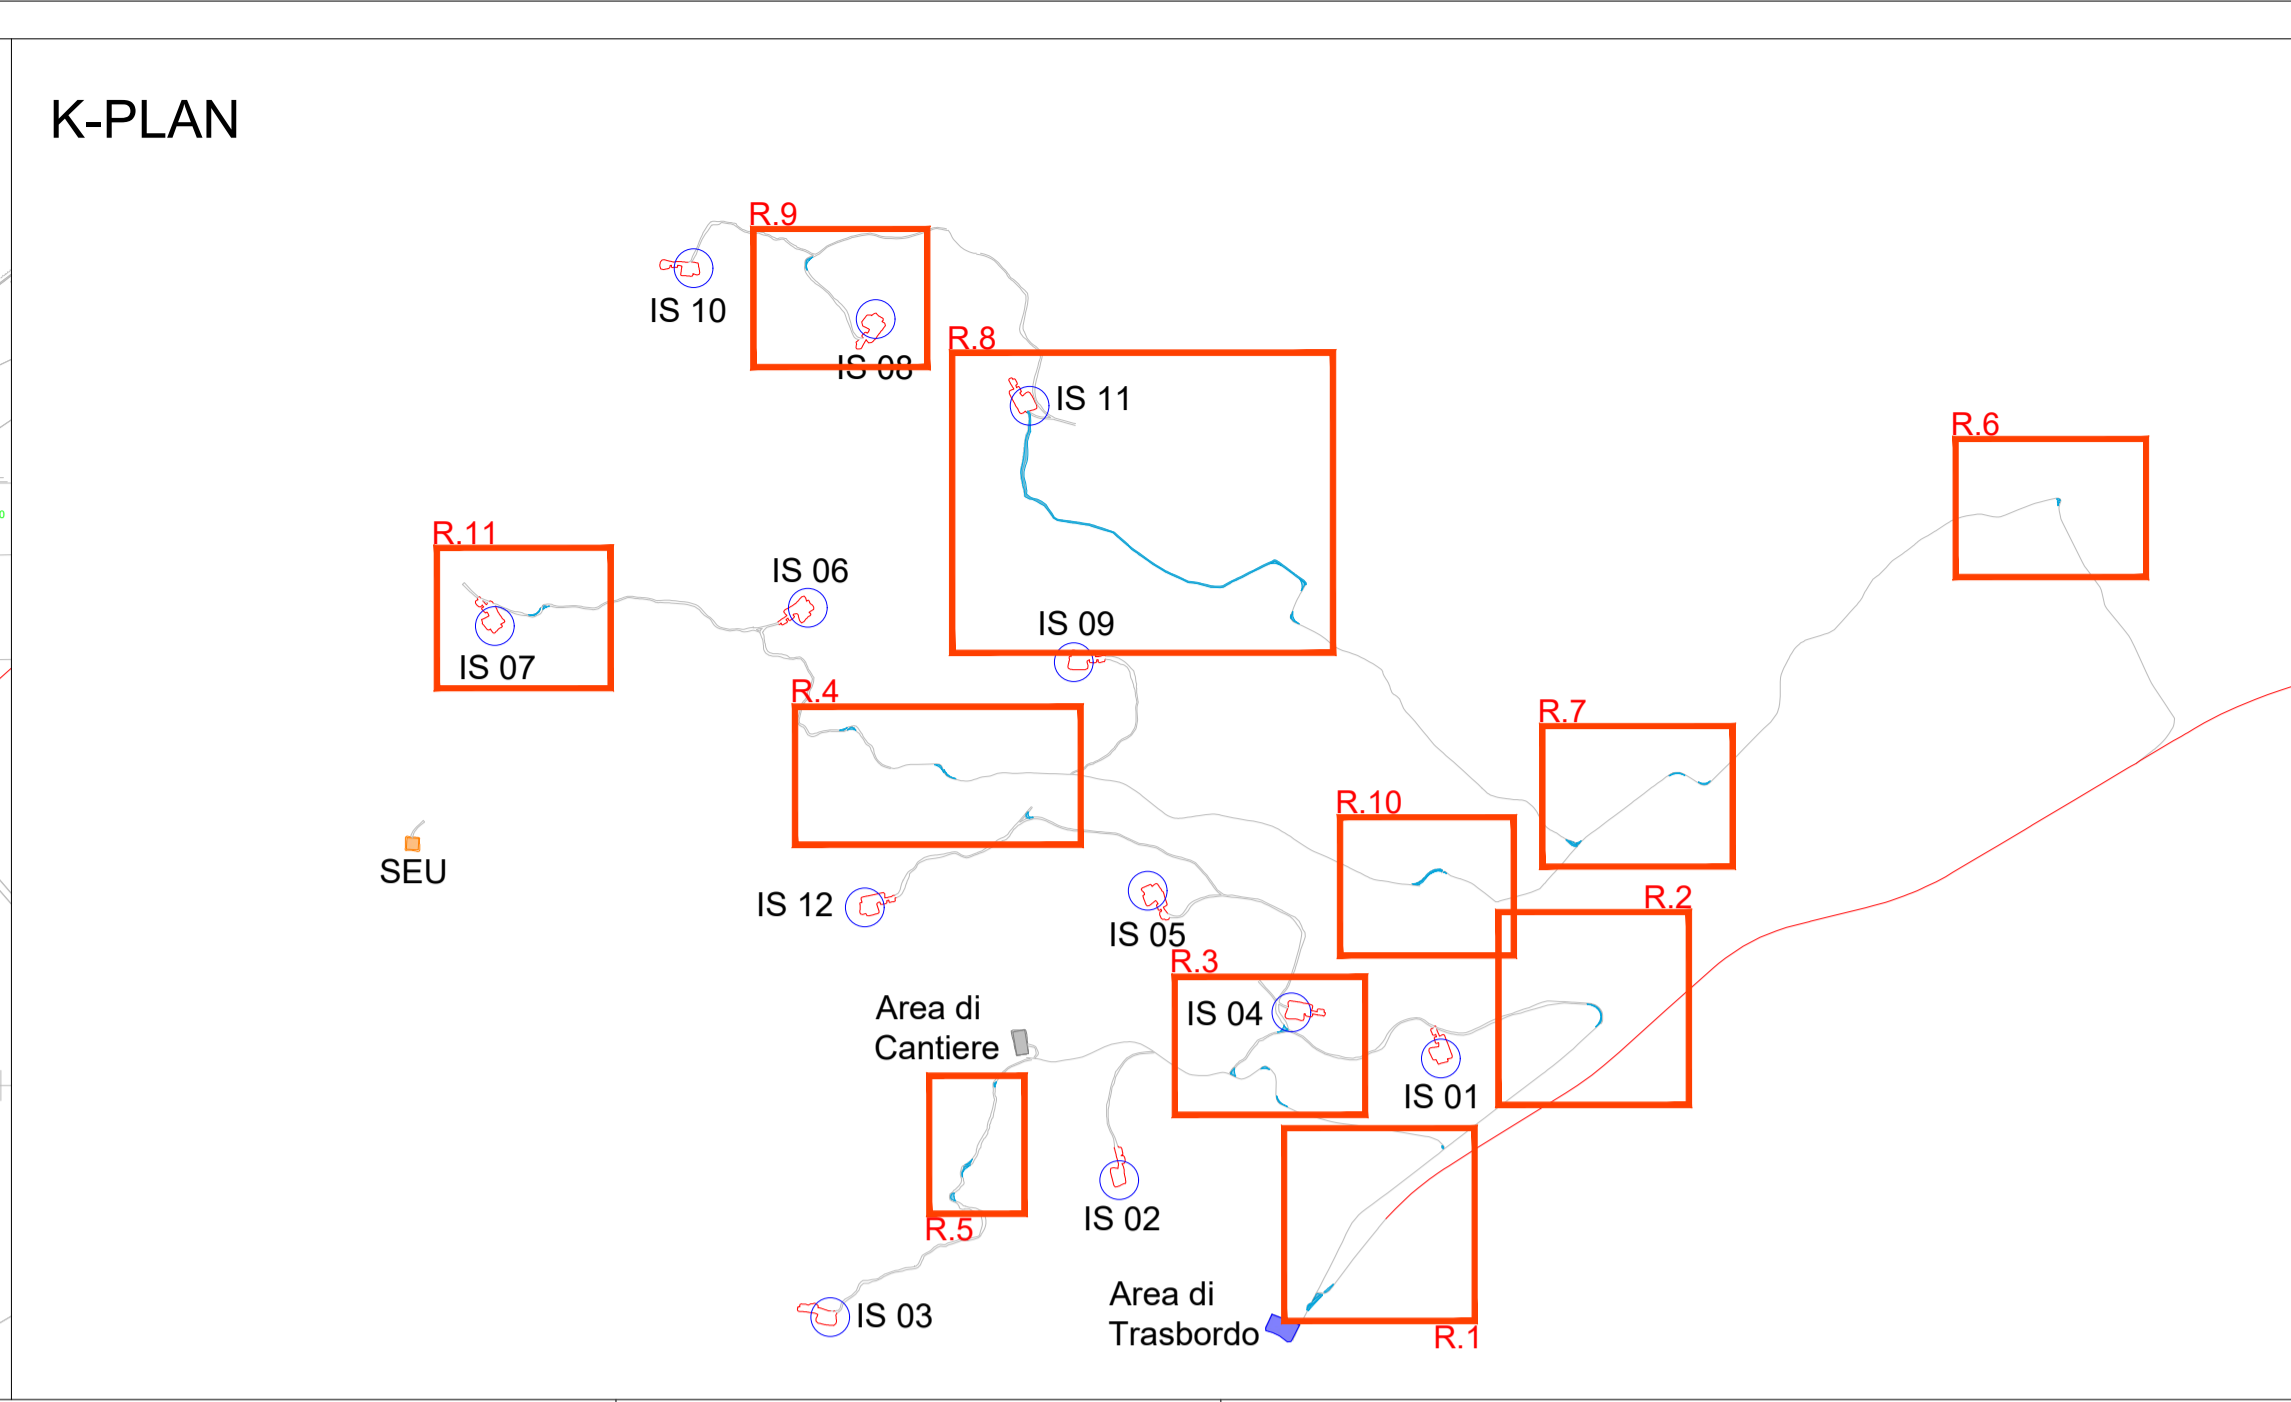 K-PLAN
R.9
IS 10
IS 08
R.8
IS 11
R.6
R.11
IS 06
IS 09
IS 07
R.4
R.7
R.10
SEU
IS 12
R.2
IS 05
R.3
Area di
Cantiere
IS 04
IS 01
R.5
IS 02
Area di
Trasbordo
IS 03
R.1